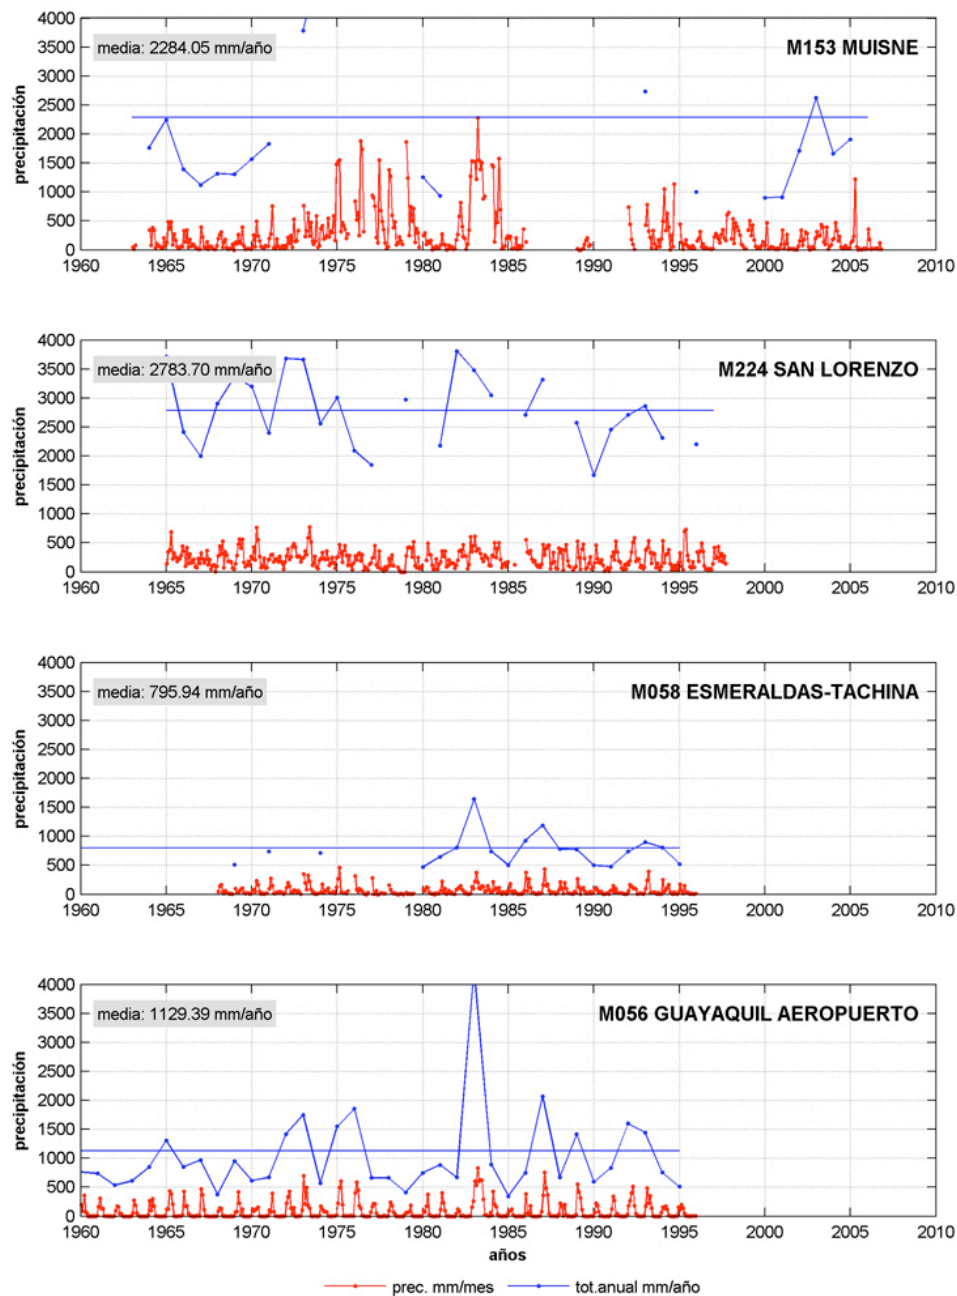 4000
media: 2284.05 mm/año
M153 MUISNE
3500
3000
2500
2000
1500
1000
500
0
precipitación
1960 1965 1970 1975 1980 1985 1990 1995 2000 2005 2010
4000
media: 2783.70 mm/año
M224 SAN LORENZO
3500
3000
2500
2000
1500
1000
500
0
precipitación
1960 1965 1970 1975 1980 1985 1990 1995 2000 2005 2010
4000
media: 795.94 mm/año
M058 ESMERALDAS-TACHINA
3500
3000
2500
2000
1500
1000
500
0
precipitación
1960 1965 1970 1975 1980 1985 1990 1995 2000 2005 2010
4000
media: 1129.39 mm/año
M056 GUAYAQUIL AEROPUERTO
3500
3000
2500
2000
1500
1000
500
0
precipitación
1960 1965 1970 1975 1980 1985 1990 1995 2000 2005 2010
años
prec. mm/mes tot.anual mm/año